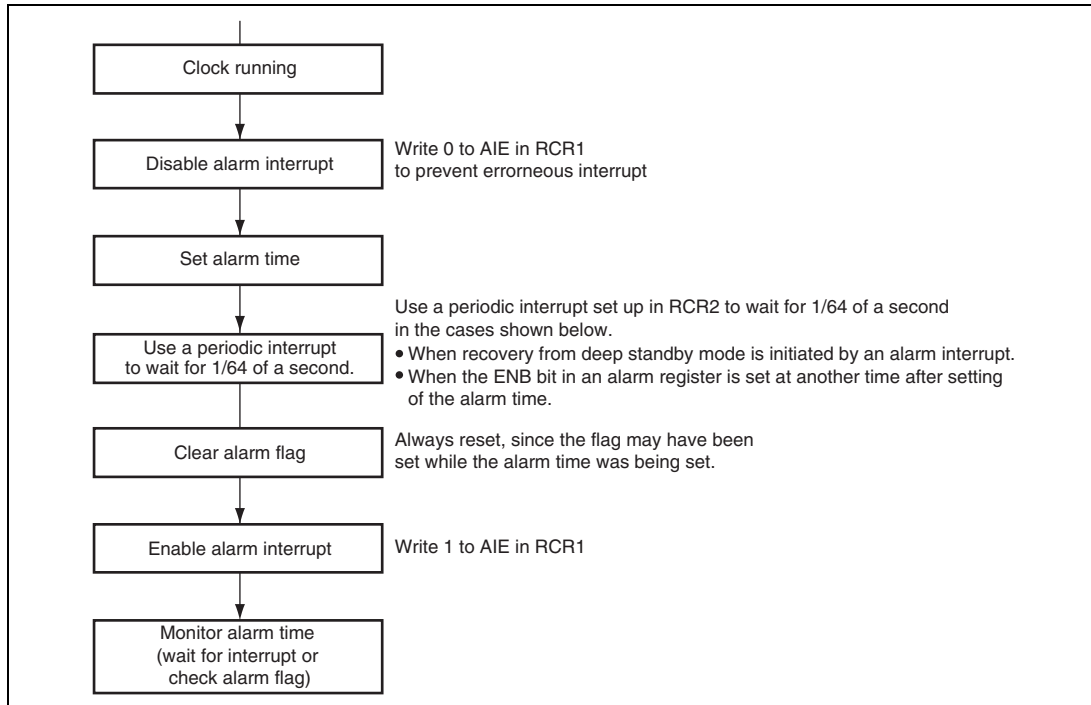 Clock running
Disable alarm interrupt
Write 0 to AIE in RCR1
to prevent errorneous interrupt
Set alarm time
Use a periodic interrupt
to wait for 1/64 of a second.
Use a periodic interrupt set up in RCR2 to wait for 1/64 of a second
in the cases shown below.
• When recovery from deep standby mode is initiated by an alarm interrupt.
• When the ENB bit in an alarm register is set at another time after setting
of the alarm time.
Clear alarm flag
Always reset, since the flag may have been
set while the alarm time was being set.
Enable alarm interrupt
Write 1 to AIE in RCR1
Monitor alarm time
(wait for interrupt or
check alarm flag)